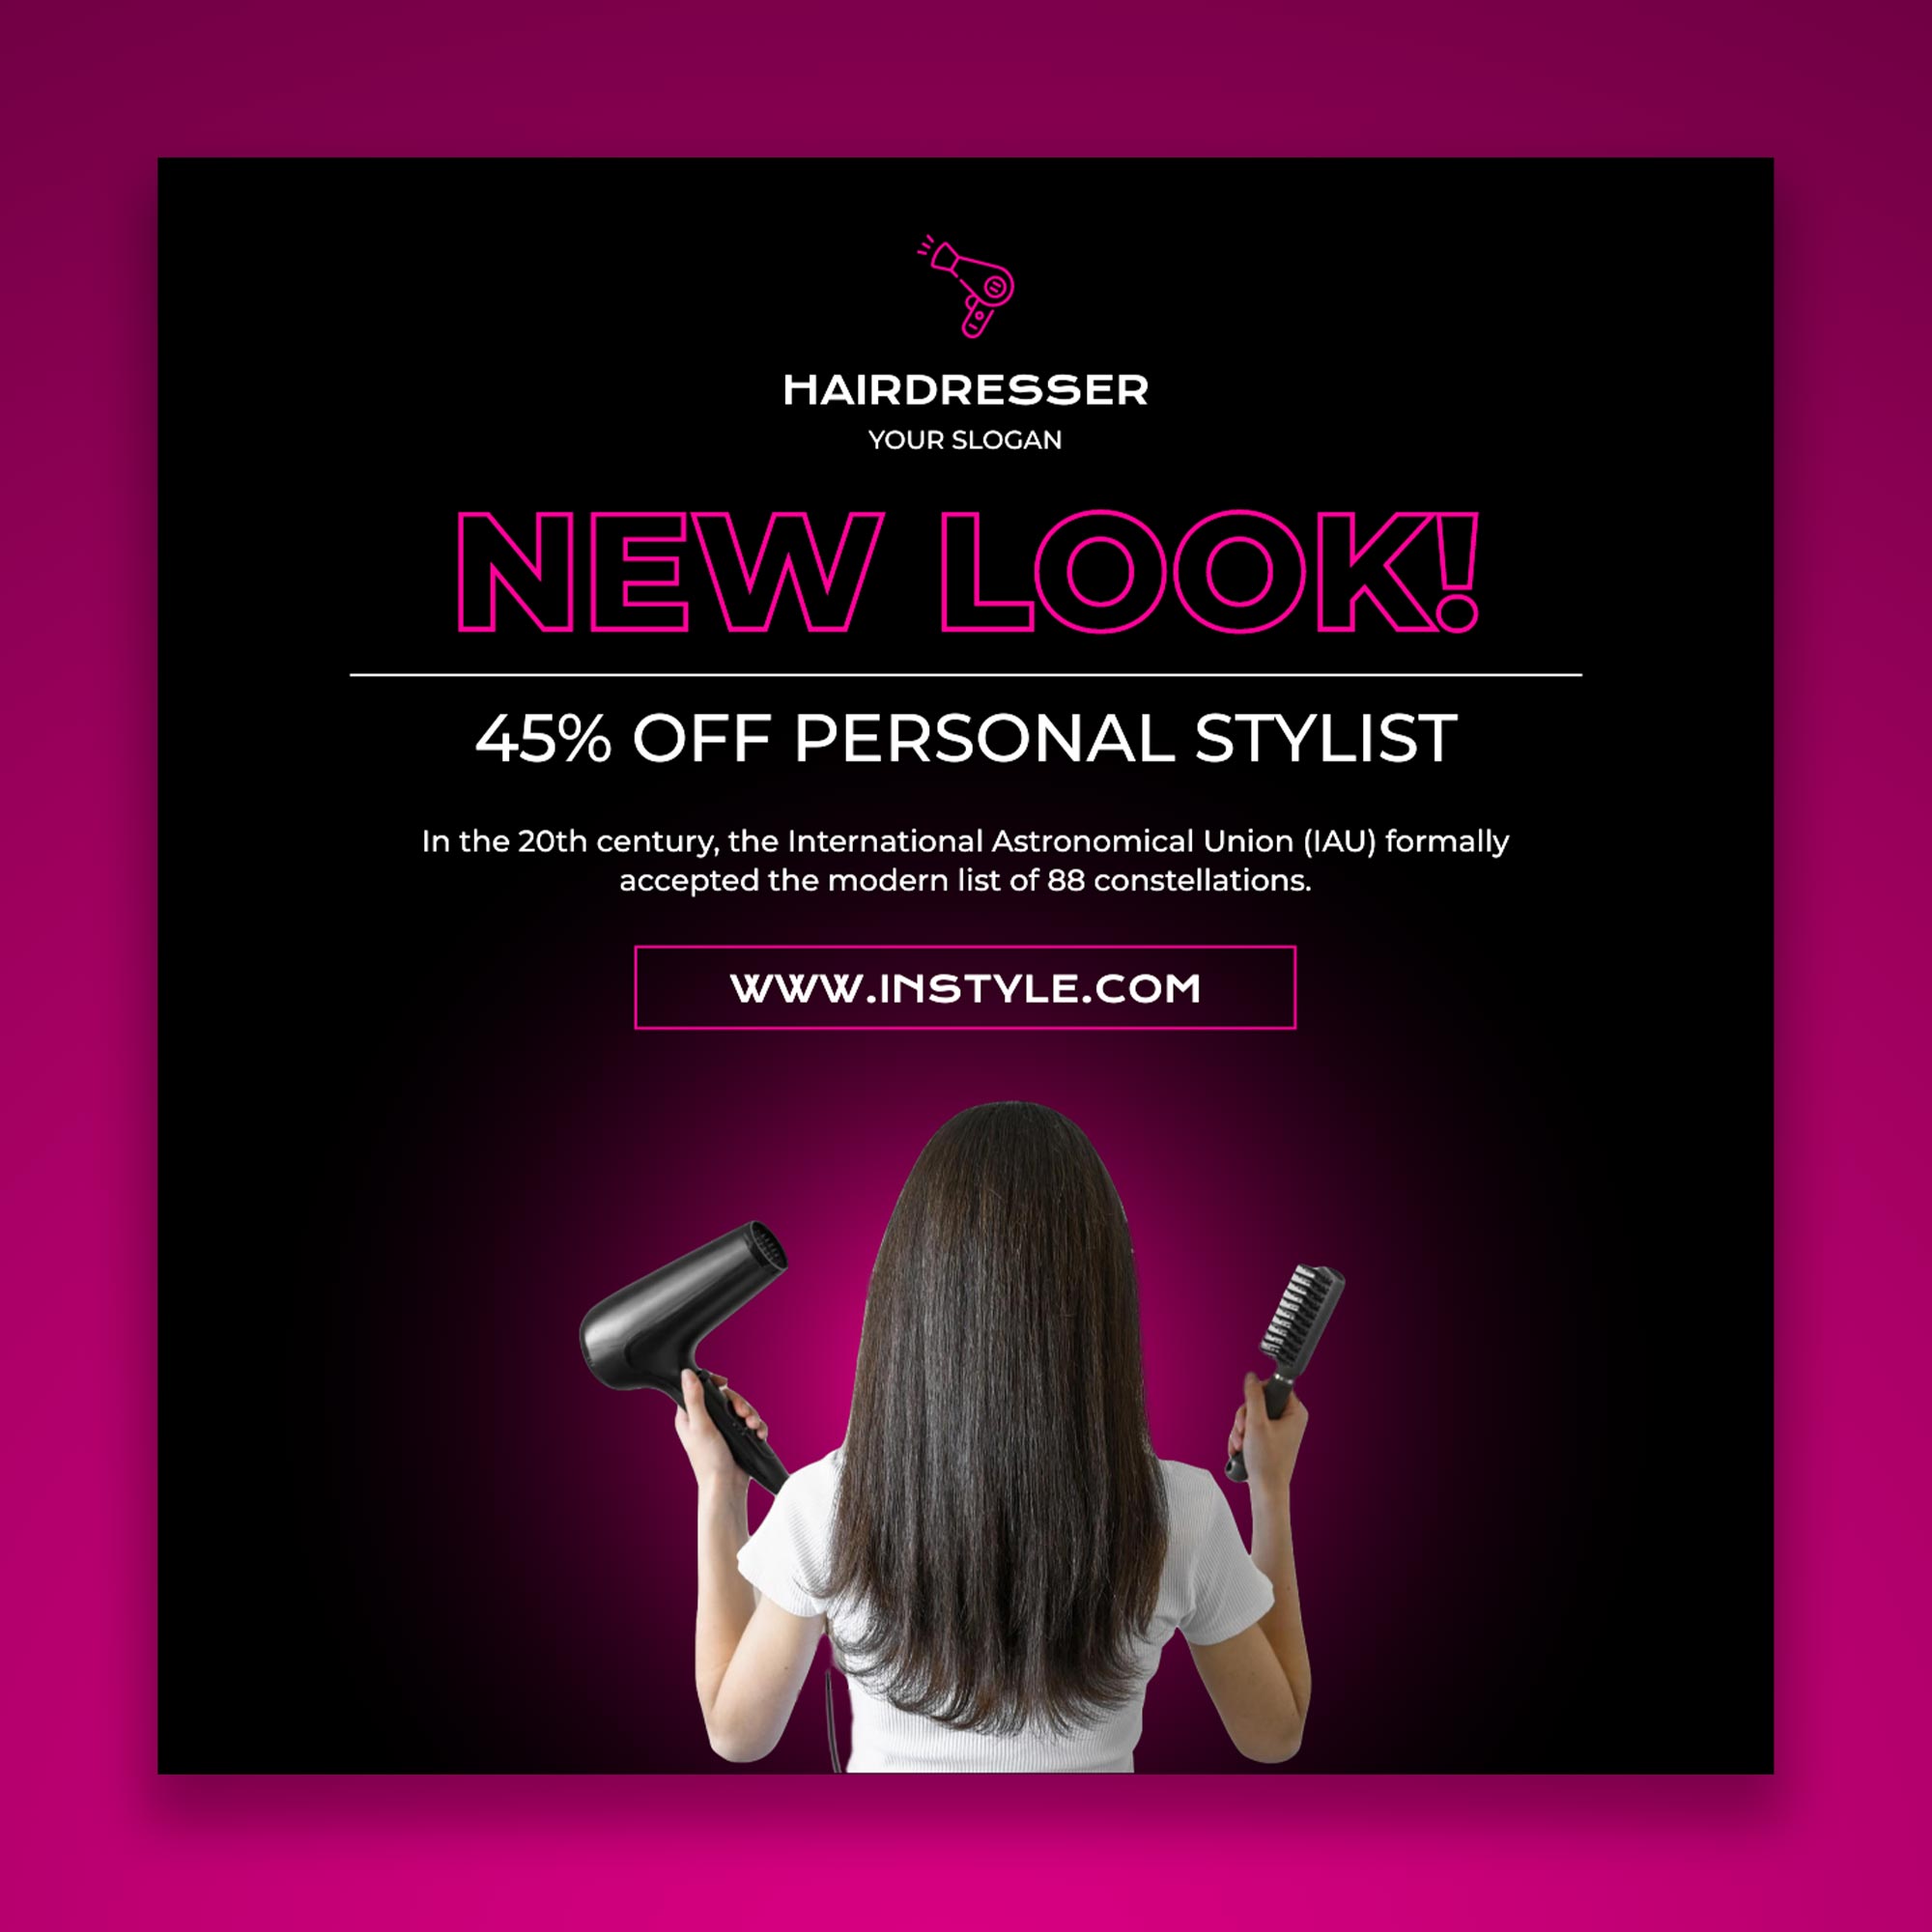 HAIRDRESSER
YOUR SLOGAN
NEW LOOK!
45% OFF PERSONAL STYLIST
In the 20th century, the International Astronomical Union (IAU) formally
accepted the modern list of 88 constellations.
WWW.INSTYLE.COM